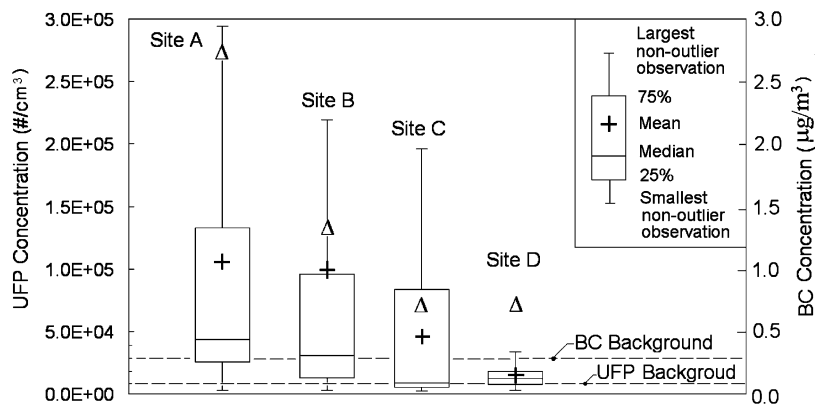 3.0E+05
2.5E+05
2.0E+05
1.5E+05
1.0E+05
5.0E+04
0.0E+00
UFP Concentration (#/cm³)
Site A
Site B
Site C
Site D
Largest
non-outlier
observation
75%
Mean
Median
25%
Smallest
non-outlier
observation
BC Background
UFP Backgroud
3.0
2.5
2.0
1.5
1.0
0.5
0.0
BC Concentration (µg/m³)